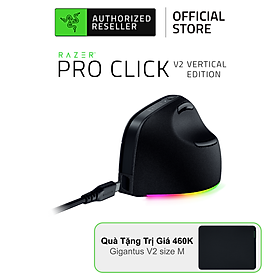 AUTHORIZED
RESELLER
OFFICIAL
STORE
RAZER
PRO CLICK V2 VERTICAL
EDITION
Quà Tặng Trị Giá 460K
Gigantus V2 size M